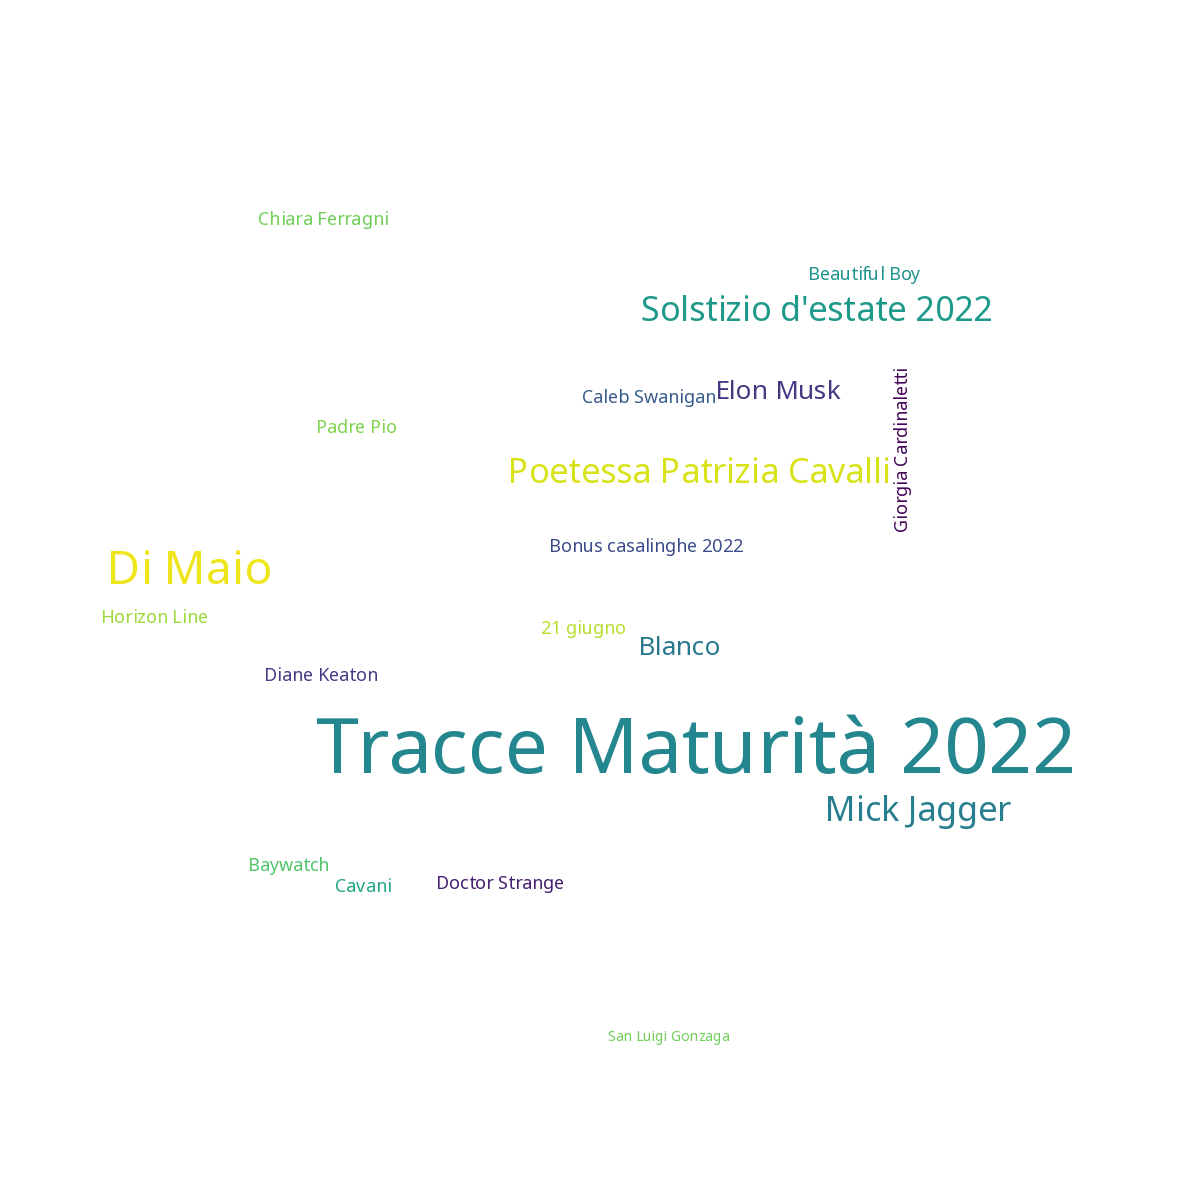 Chiara Ferragni
Beautiful Boy
Solstizio d'estate 2022
Elon Musk
Caleb Swanigan
Giorgia Cardinaletti
Padre Pio
Poetessa Patrizia Cavalli
Bonus casalinghe 2022
Di Maio
Horizon Line
21 giugno
Blanco
Diane Keaton
Tracce Maturità 2022
Mick Jagger
Baywatch
Cavani
Doctor Strange
San Luigi Gonzaga